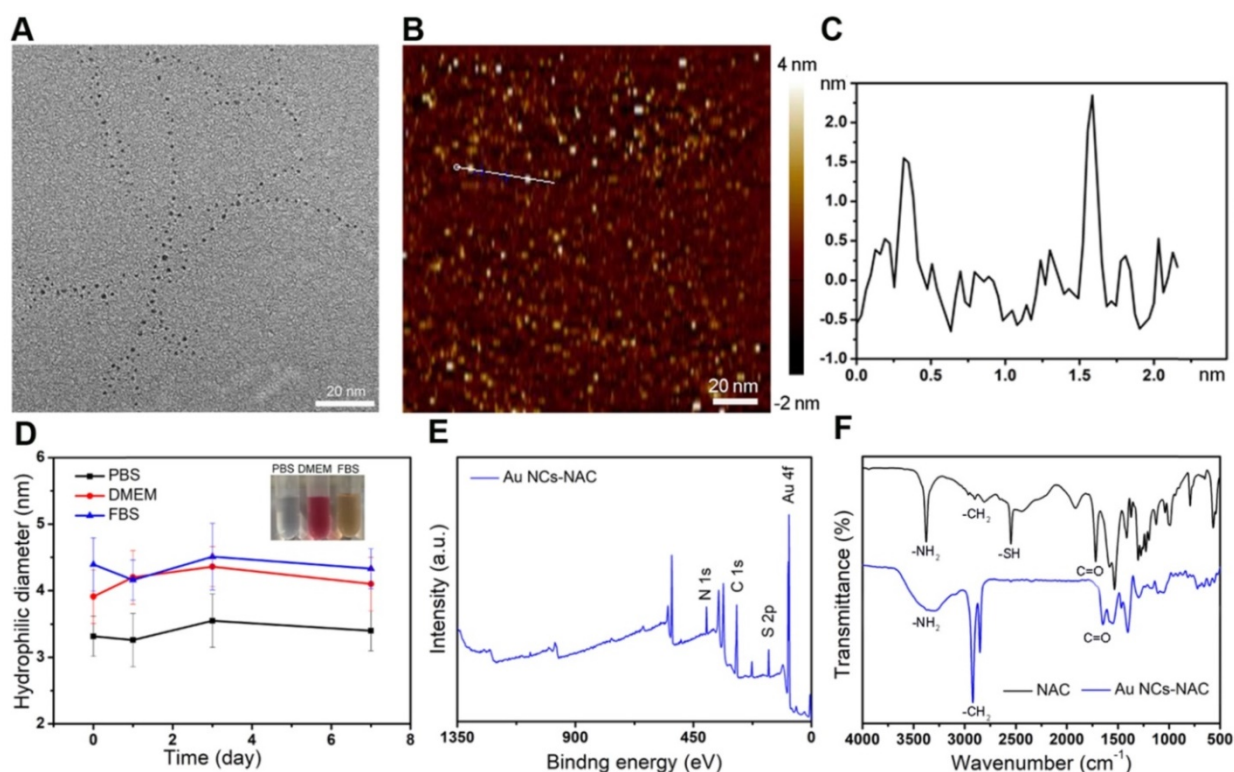 A
20 nm
B
4 nm
20 nm
-2 nm
C
nm
2.0
1.5
1.0
0.5
0.0
-0.5
-1.0
0.0 0.5 1.0 1.5 2.0 nm
D
6
5
4
3
2
Hydrophilic diameter (nm)
PBS
DMEM
FBS
PBS DMEM FBS
0 2 4 6 8
Time (day)
E
Intensity (a.u.)
Au NCs-NAC
N 1s
C 1s
S 2p
Au 4f
1350 900 450 0
Bindng energy (eV)
F
Transmittance (%)
-NH2
-CH2
-SH
C=O
-NH2
C=O
-CH2
NAC Au NCs-NAC
4000 3500 3000 2500 2000 1500 1000 500
Wavenumber (cm-1)